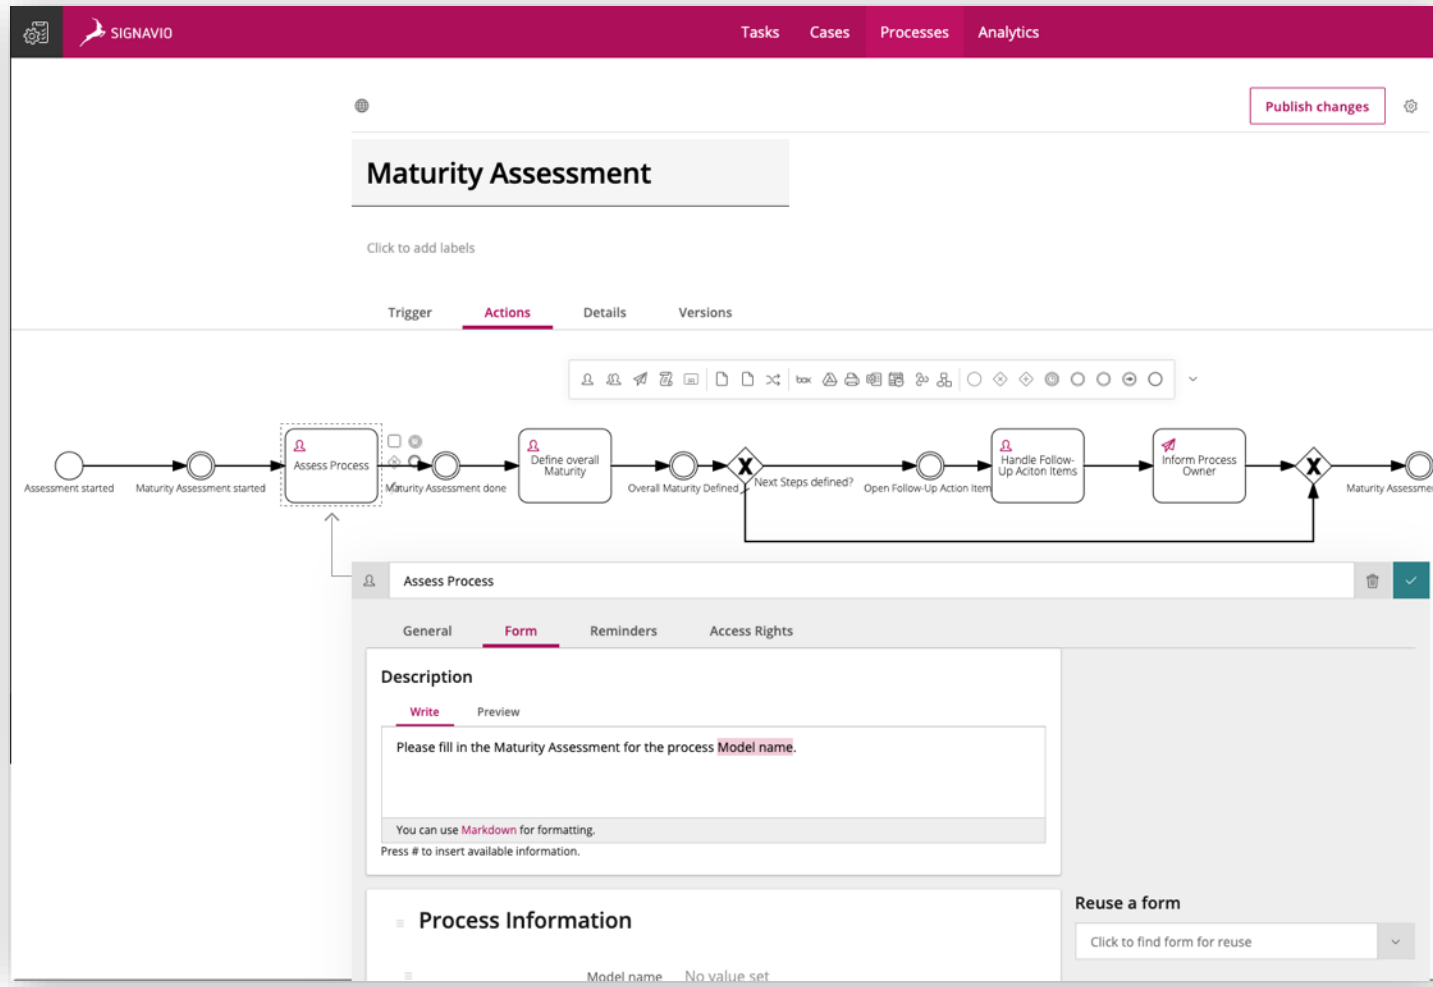 SIGNAVIO
Tasks Cases Processes Analytics
Publish changes
Maturity Assessment
Click to add labels
Trigger Actions Details Versions
box
Assessment started
Maturity Assessment started
Assess Process
Maturity Assessment done
Define overall
Maturity
Overall Maturity Defined
Next Steps defined?
Open Follow-Up Action Item
Handle Follow-
Up Aciton Items
Inform Process
Owner
Maturity Assessme
Assess Process
General Form Reminders Access Rights
Description
Write Preview
Please fill in the Maturity Assessment for the process Model name.
You can use Markdown for formatting.
Press # to insert available information.
Process Information
Model name No value set
Reuse a form
Click to find form for reuse